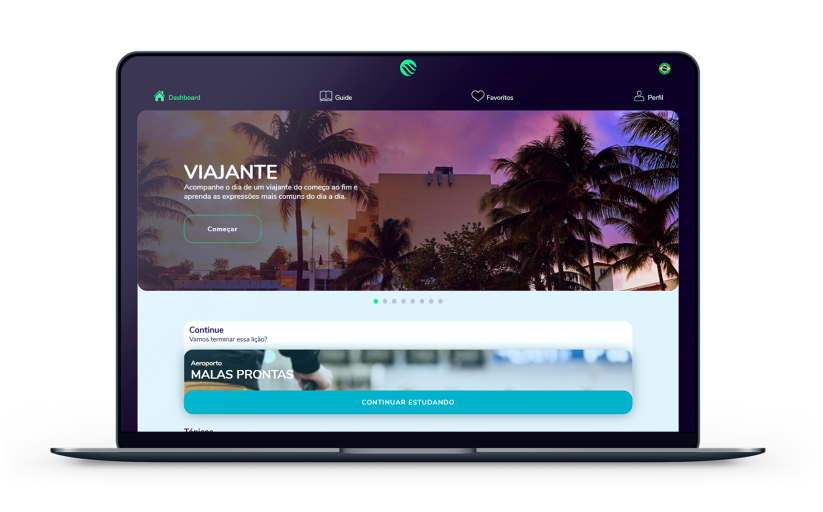 Dashboard
Guide
Favoritos
Perfil
VIAJANTE
Acompanhe o dia de um viajante do começo ao fim e
aprenda as expressões mais comuns do dia a dia.
Começar
Continue
Vamos terminar essa lição?
Aeroporto
MALAS PRONTAS
CONTINUAR ESTUDANDO
Tópicos